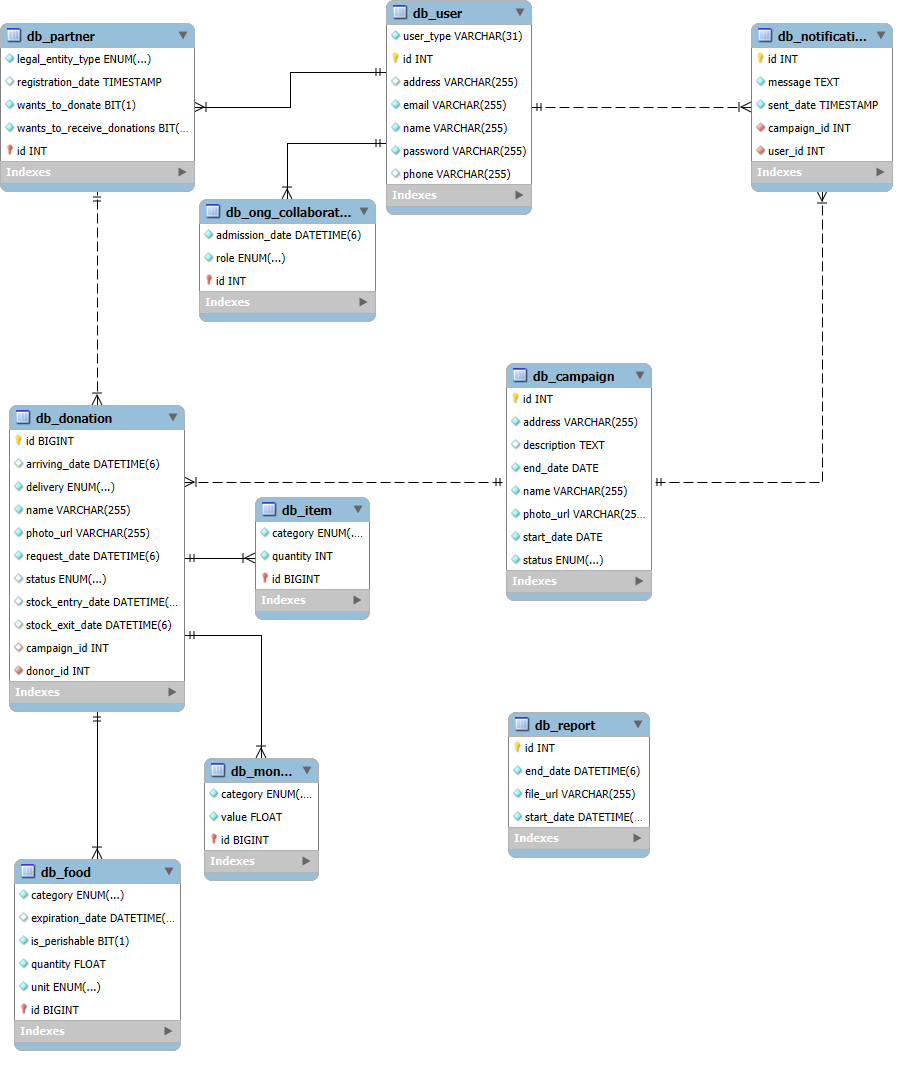 db_user
user_type VARCHAR(31)
id INT
address VARCHAR(255)
email VARCHAR(255)
name VARCHAR(255)
password VARCHAR(255)
phone VARCHAR(255)
Indexes
db_partner
legal_entity_type ENUM(...)
registration_date TIMESTAMP
wants_to_donate BIT(1)
wants_to_receive_donations BIT(...
id INT
Indexes
db_notificati...
id INT
message TEXT
sent_date TIMESTAMP
campaign_id INT
user_id INT
Indexes
db_ong_collaborat...
admission_date DATETIME(6)
role ENUM(...)
id INT
Indexes
db_campaign
id INT
address VARCHAR(255)
description TEXT
end_date DATE
name VARCHAR(255)
photo_url VARCHAR(25...
start_date DATE
status ENUM(...)
Indexes
db_donation
id BIGINT
arriving_date DATETIME(6)
delivery ENUM(...)
name VARCHAR(255)
photo_url VARCHAR(255)
request_date DATETIME(6)
status ENUM(...)
stock_entry_date DATETIME(...
stock_exit_date DATETIME(6)
campaign_id INT
donor_id INT
Indexes
db_item
category ENUM(....
quantity INT
id BIGINT
Indexes
db_report
id INT
end_date DATETIME(6)
file_url VARCHAR(255)
start_date DATETIME(...
Indexes
db_mon...
category ENUM(....
value FLOAT
id BIGINT
Indexes
db_food
category ENUM(...)
expiration_date DATETIME(...
is_perishable BIT(1)
quantity FLOAT
unit ENUM(...)
id BIGINT
Indexes